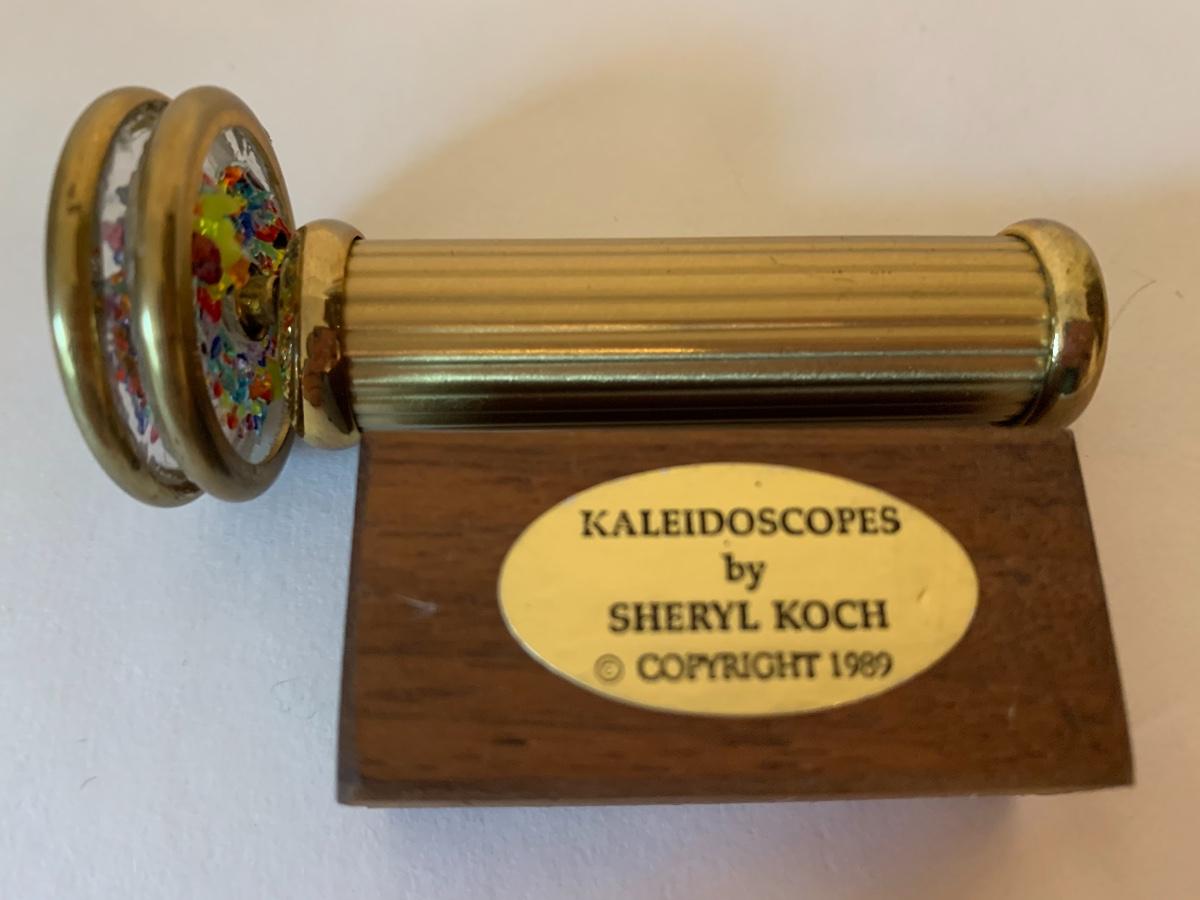 KALEIDOSCOPES
by
SHERYL KOCH
© COPYRIGHT 1989